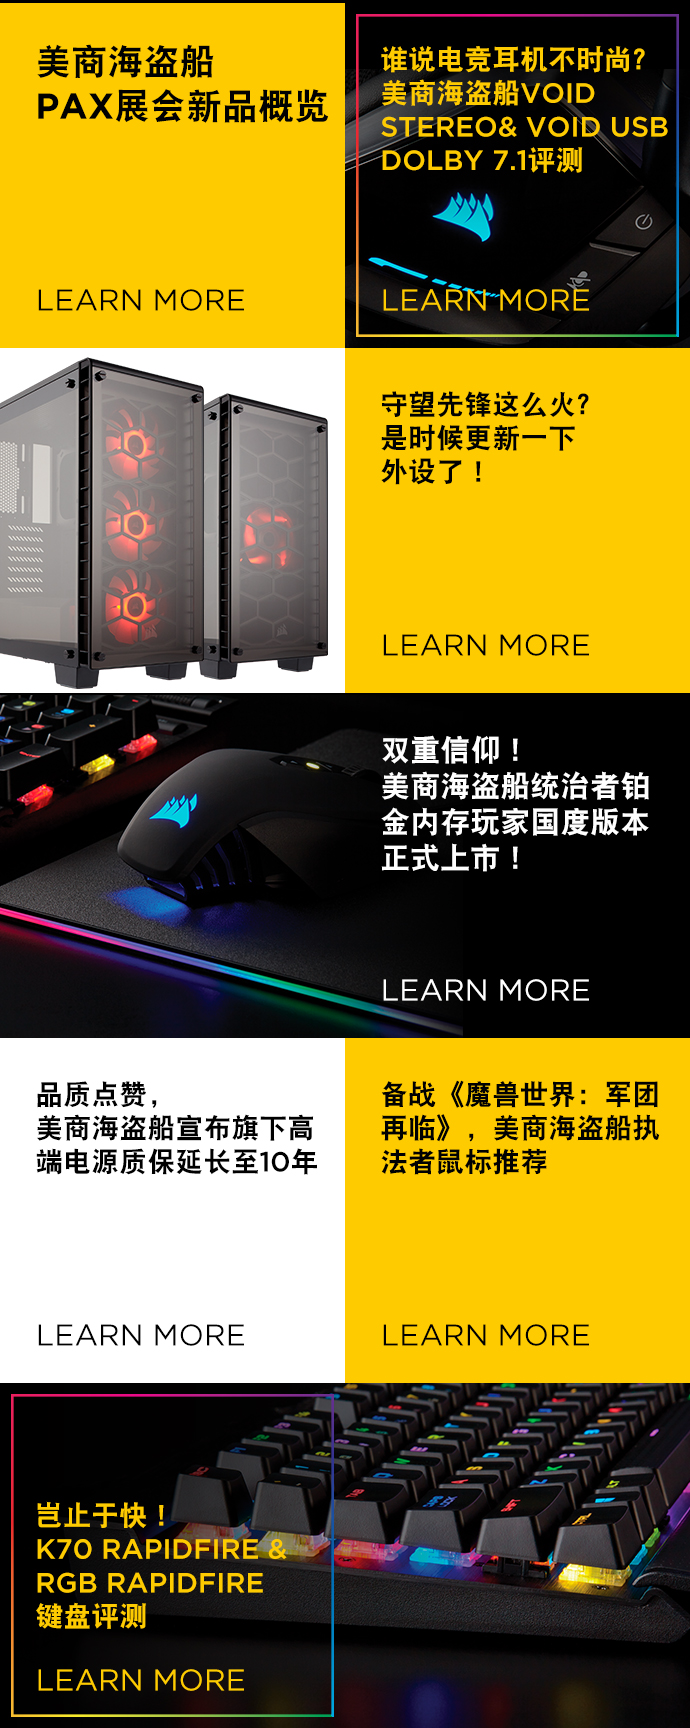 美商海盗船
PAX展会新品概览
LEARN MORE
谁说电竞耳机不时尚?
美商海盗船VOID
STEREO& VOID USB
DOLBY 7.1评测
LEARN MORE
守望先锋这么火?
是时候更新一下
外设了！
LEARN MORE
双重信仰！
美商海盗船统治者铂
金内存玩家国度版本
正式上市！
LEARN MORE
品质点赞，
美商海盗船宣布旗下高
端电源质保延长至10年
LEARN MORE
备战《魔兽世界：军团
再临》，美商海盗船执
法者鼠标推荐
LEARN MORE
岂止于快！
K70 RAPIDFIRE &
RGB RAPIDFIRE
键盘评测
LEARN MORE